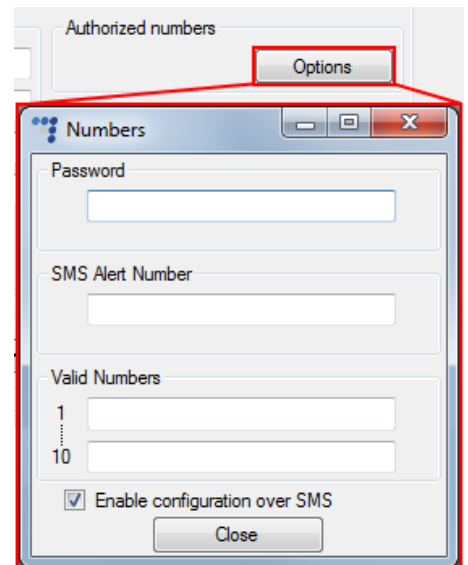 Authorized numbers
Options
Numbers
Password
SMS Alert Number
Valid Numbers
1
10
Enable configuration over SMS
Close